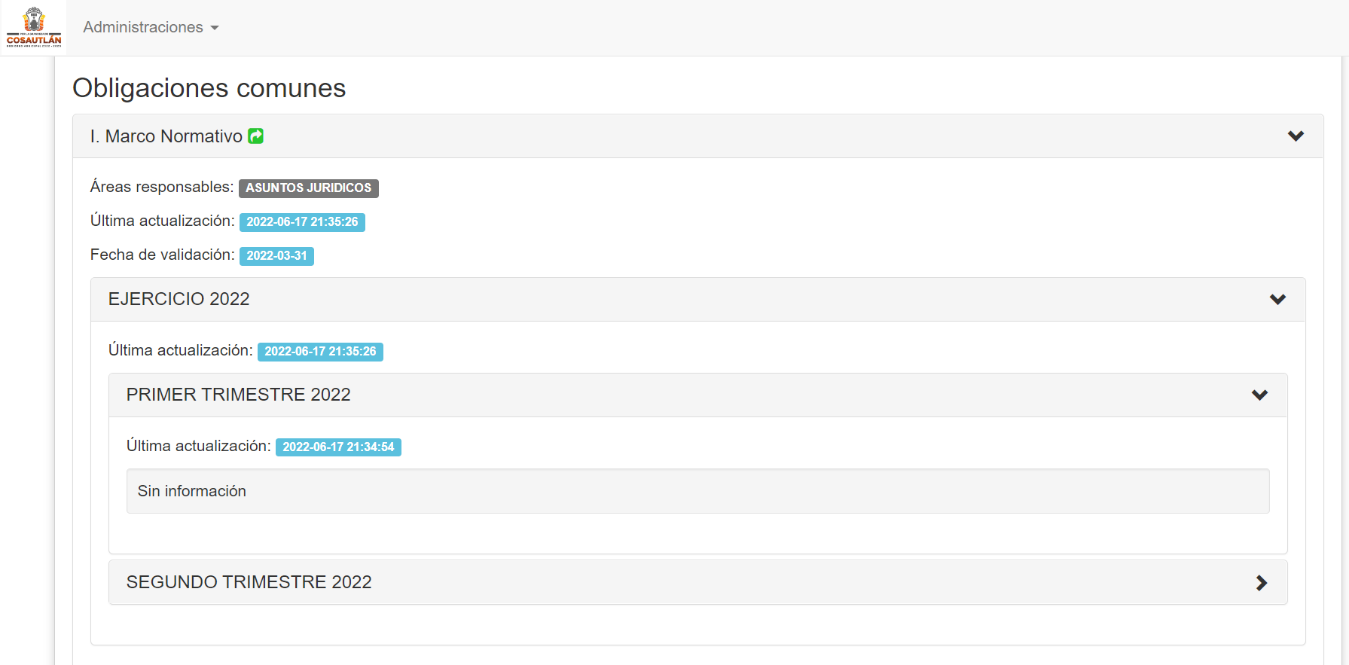 COSAUTLÁN
Administraciones
Obligaciones comunes
I. Marco Normativo
Áreas responsables: ASUNTOS JURIDICOS
Última actualización: 2022-06-17 21:35:26
Fecha de validación: 2022-03-31
EJERCICIO 2022
Última actualización: 2022-06-17 21:35:26
PRIMER TRIMESTRE 2022
Última actualización: 2022-06-17 21:34:54
Sin información
SEGUNDO TRIMESTRE 2022